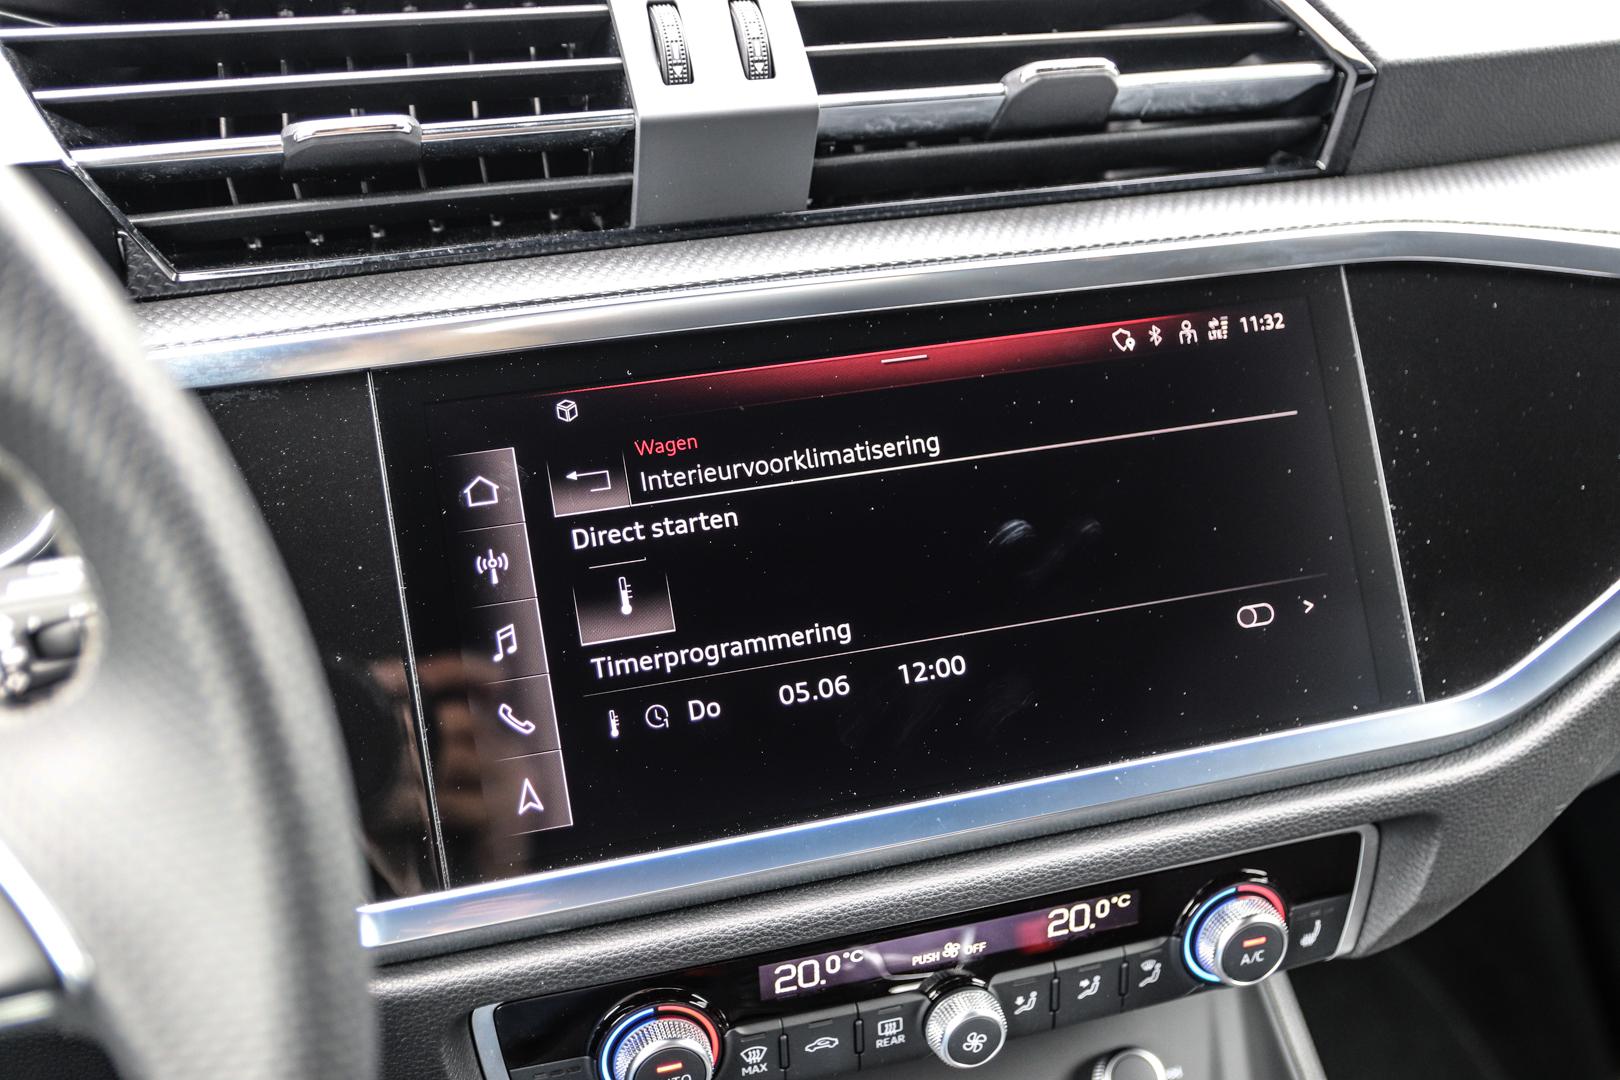 LTE 11:32
Wagen
Interieurvoorklimatisering
Direct starten
Timerprogrammering
Do 05.06 12:00
20.0°C PUSH OFF 20.0°C
A/C
MAX
REAR